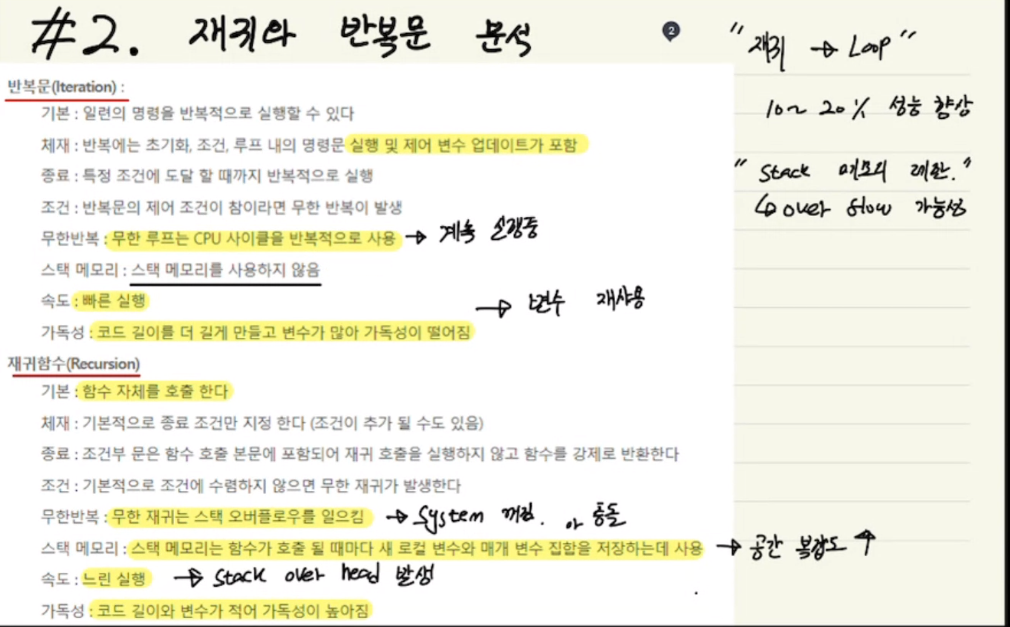 #2. 재귀와 반복문 분석
2
"재귀 → Loop"
10~20% 성능 향상
"Stack 메모리 제한."
↳ over flow 가능성
반복문(Iteration) :
기본 : 일련의 명령을 반복적으로 실행할 수 있다
체재 : 반복에는 초기화, 조건, 루프 내의 명령문 실행 및 제어 변수 업데이트가 포함
종료 : 특정 조건에 도달 할 때까지 반복적으로 실행
조건 : 반복문의 제어 조건이 참이라면 무한 반복이 발생
무한반복 : 무한 루프는 CPU 사이클을 반복적으로 사용 → 계속 실행중
스택 메모리 : 스택 메모리를 사용하지 않음
속도 : 빠른 실행 → 변수 재사용
가독성 : 코드 길이를 더 길게 만들고 변수가 많아 가독성이 떨어짐
재귀함수(Recursion)
기본 : 함수 자체를 호출 한다
체재 : 기본적으로 종료 조건만 지정 한다 (조건이 추가 될 수도 있음)
종료 : 조건부 문은 함수 호출 본문에 포함되어 재귀 호출을 실행하지 않고 함수를 강제로 반환한다
조건 : 기본적으로 조건에 수렴하지 않으면 무한 재귀가 발생한다
무한반복 : 무한 재귀는 스택 오버플로우를 일으킴 → System 충돌
스택 메모리 : 스택 메모리는 함수가 호출 될 때마다 새 로컬 변수와 매개 변수 집합을 저장하는데 사용 → 공간 복잡도 ↑
속도 : 느린 실행 → Stack over head 발생
가독성 : 코드 길이와 변수가 적어 가독성이 높아짐